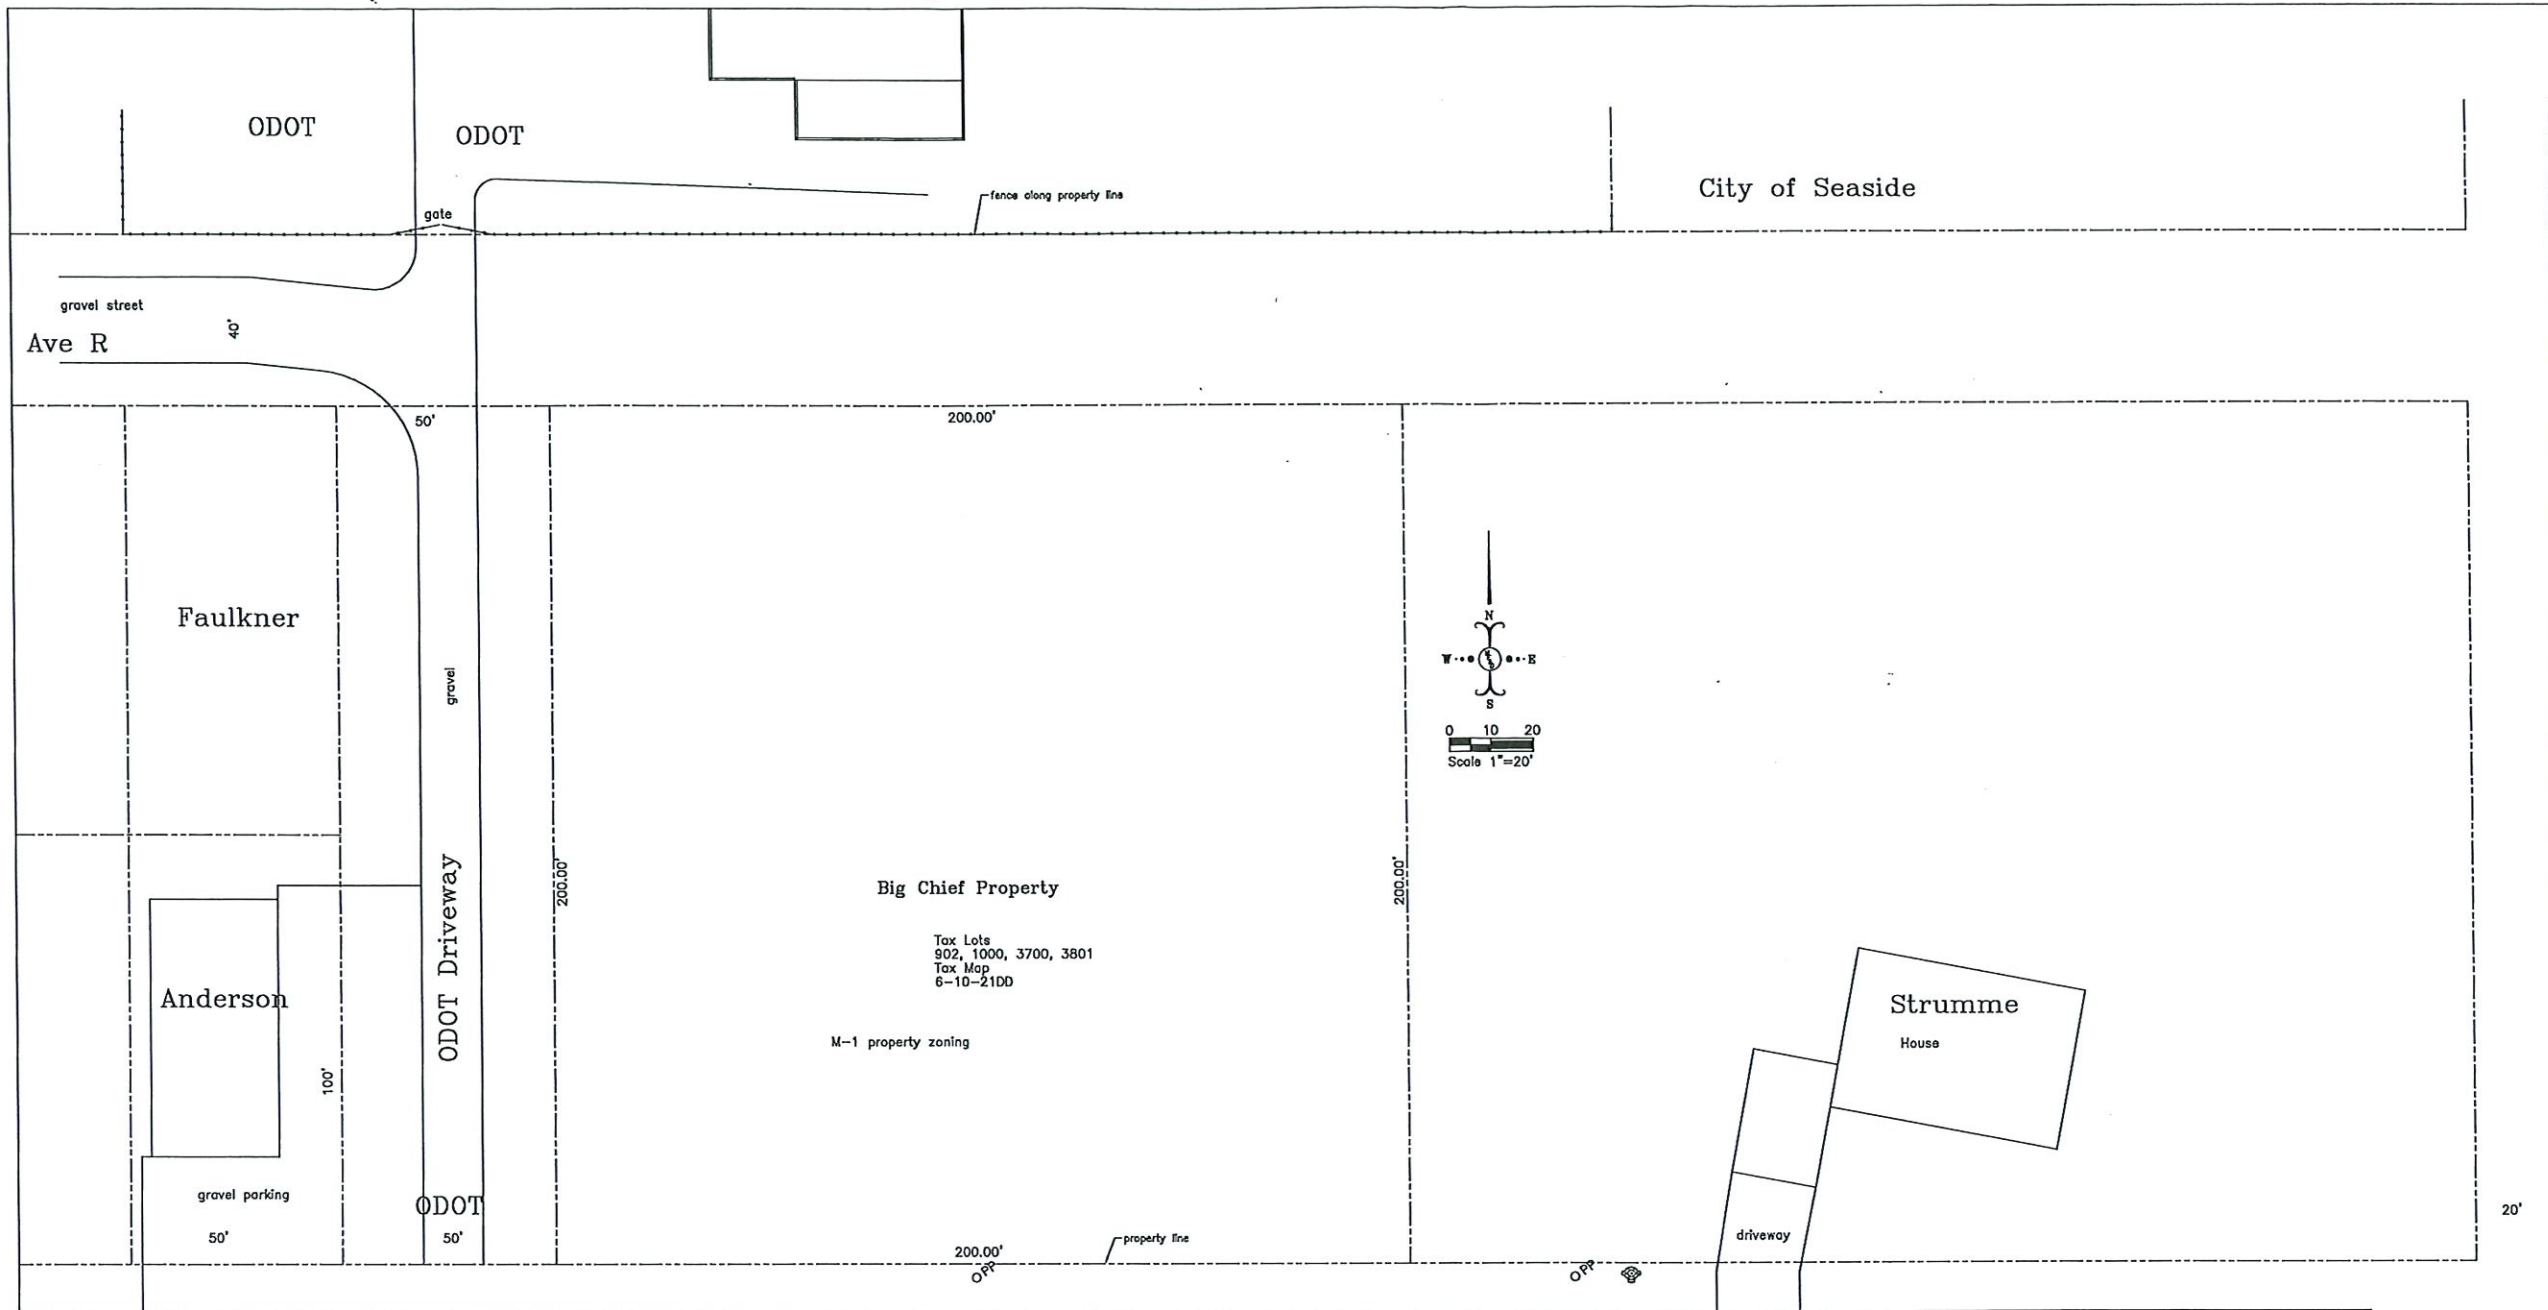 ODOT
ODOT
City of Seaside
fence along property line
gate
gravel street
40'
Ave R
50'
200.00'
Faulkner
gravel
N
W E
S
0 10 20
Scale 1"=20'
200.00'
200.00'
Big Chief Property
Tax Lots
902, 1000, 3700, 3801
Tax Map
6-10-21DD
M-1 property zoning
ODOT Driveway
Anderson
100'
Strumme
House
gravel parking
ODOT
50'
50'
200.00'
property line
driveway
20'
OPP
OPP